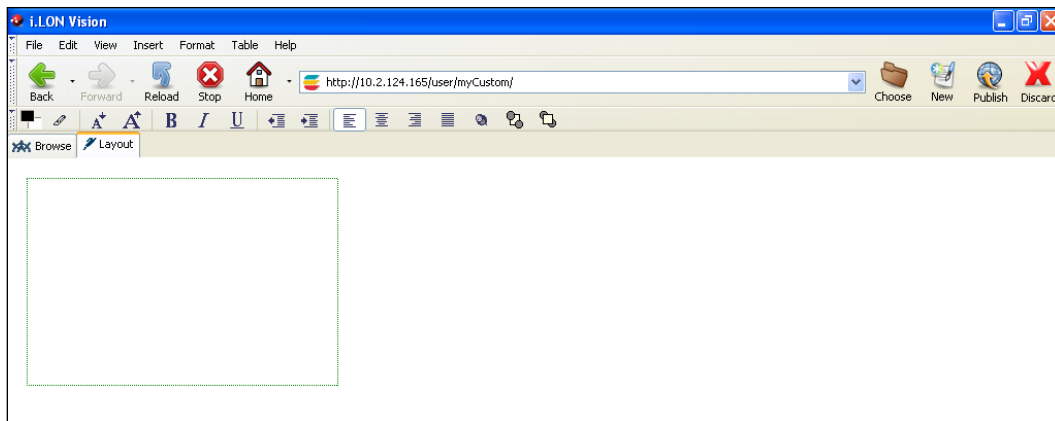 i.LON Vision
File Edit View Insert Format Table Help
Back Forward Reload Stop Home http://10.2.124.165/user/myCustom/ Choose New Publish Discard
A A B I U
Browse Layout